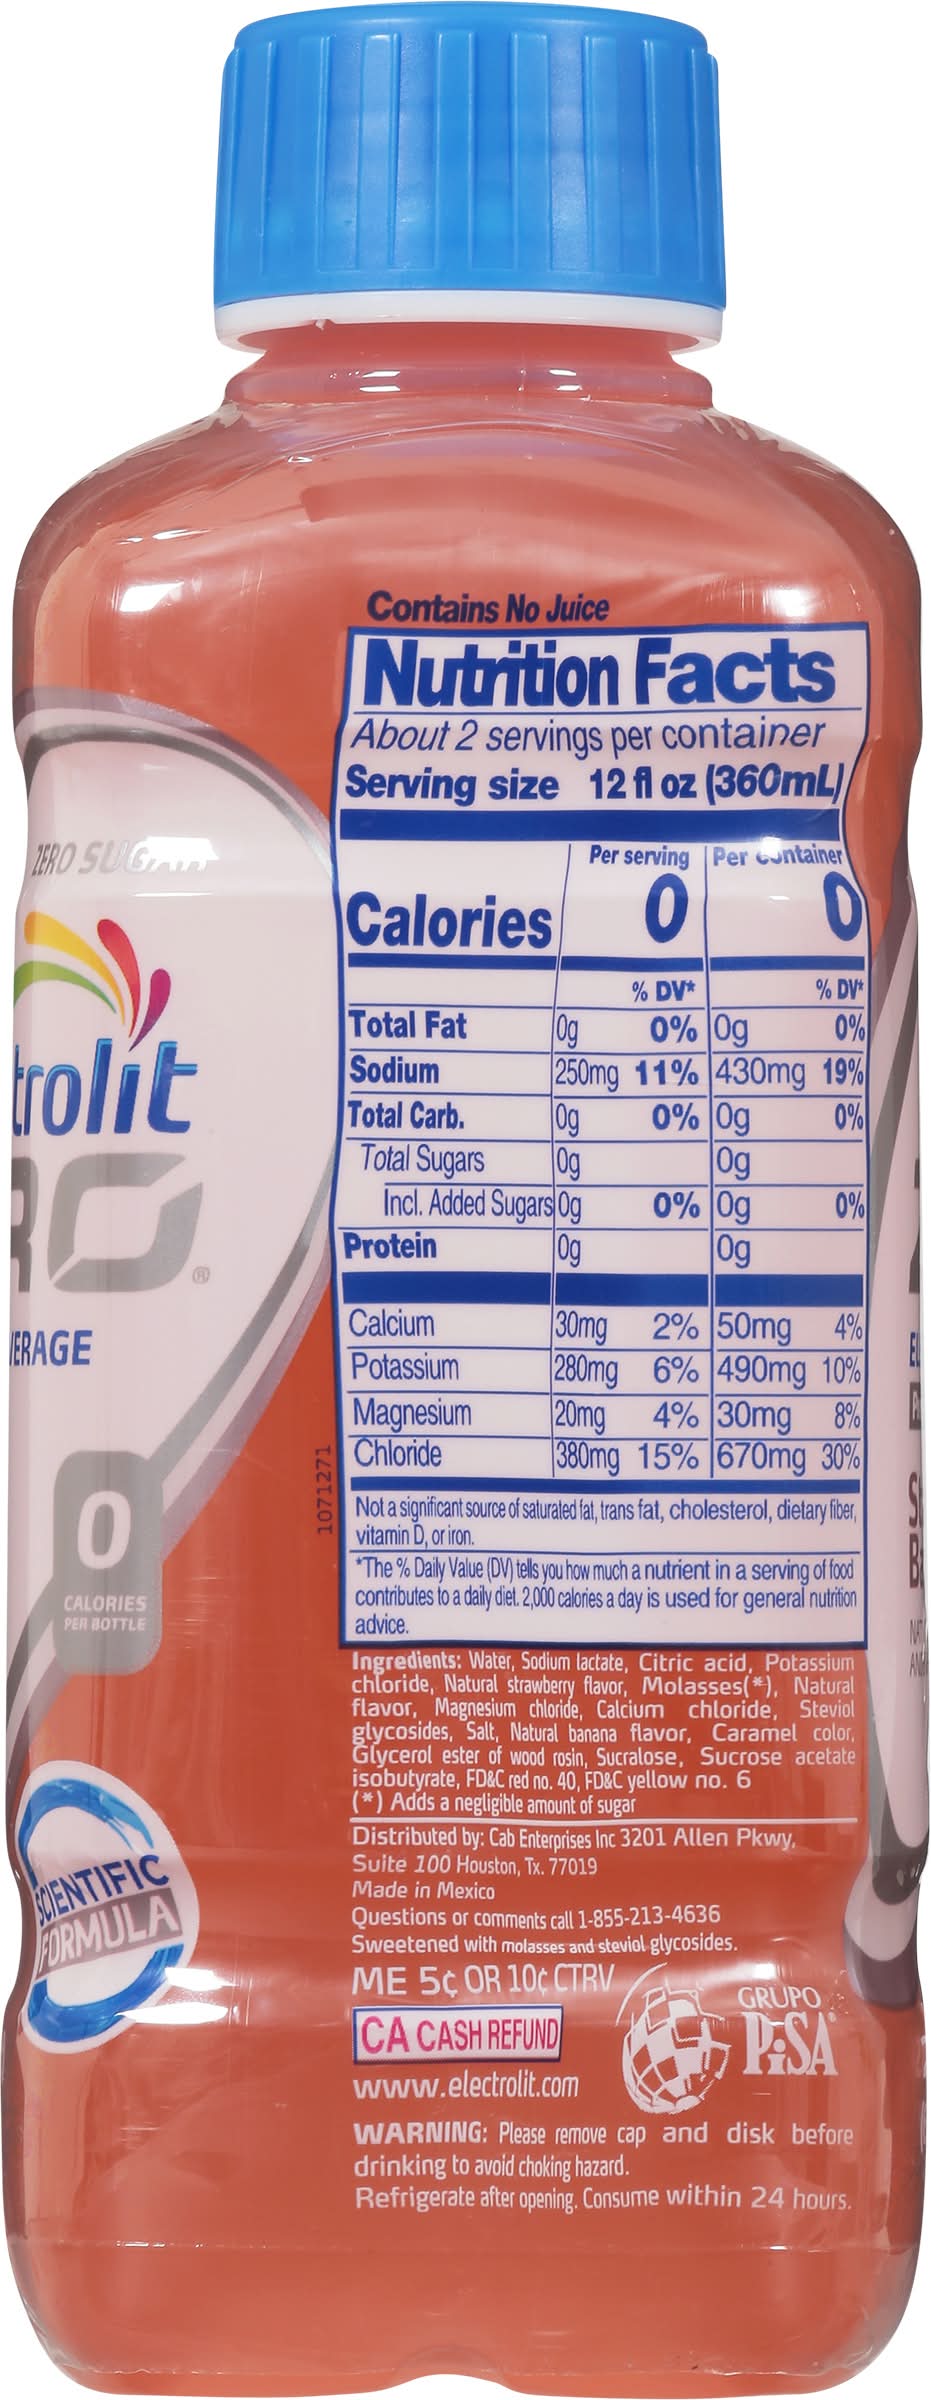 Contains No Juice
Nutrition Facts
About 2 servings per container
Serving size 12 fl oz (360mL)
Per serving Per container
Calories 0 0
% DV* % DV*
Total Fat 0g 0% 0g 0%
Sodium 250mg 11% 430mg 19%
Total Carb. 0g 0% 0g 0%
Total Sugars 0g 0g
Incl. Added Sugars 0g 0% 0g 0%
Protein 0g 0g
Calcium 30mg 2% 50mg 4%
Potassium 280mg 6% 490mg 10%
Magnesium 20mg 4% 30mg 8%
Chloride 380mg 15% 670mg 30%
Not a significant source of saturated fat, trans fat, cholesterol, dietary fiber,
vitamin D, or iron.
*The % Daily Value (DV) tells you how much a nutrient in a serving of food
contributes to a daily diet. 2,000 calories a day is used for general nutrition
advice.
Ingredients: Water, Sodium lactate, Citric acid, Potassium
chloride, Natural strawberry flavor, Molasses(*), Natural
flavor, Magnesium chloride, Calcium chloride, Steviol
glycosides, Salt, Natural banana flavor, Caramel color,
Glycerol ester of wood rosin, Sucralose, Sucrose acetate
isobutyrate, FD&C red no. 40, FD&C yellow no. 6
(*) Adds a negligible amount of sugar
Distributed by: Cab Enterprises Inc 3201 Allen Pkwy,
Suite 100 Houston, Tx. 77019
Made in Mexico
Questions or comments call 1-855-213-4636
Sweetened with molasses and steviol glycosides.
ME 5¢ OR 10¢ CTRV
CA CASH REFUND
www.electrolit.com
GRUPO
PiSA
WARNING: Please remove cap and disk before
drinking to avoid choking hazard.
Refrigerate after opening. Consume within 24 hours.
1071271
ZERO SUGAR
trolit
RO®
VERAGE
0
CALORIES
PER BOTTLE
SCIENTIFIC
FORMULA